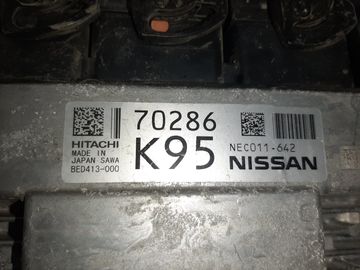 70286
HITACHI
MADE IN
JAPAN SAWA
BED413-000
K95
NEC011-642
NISSAN